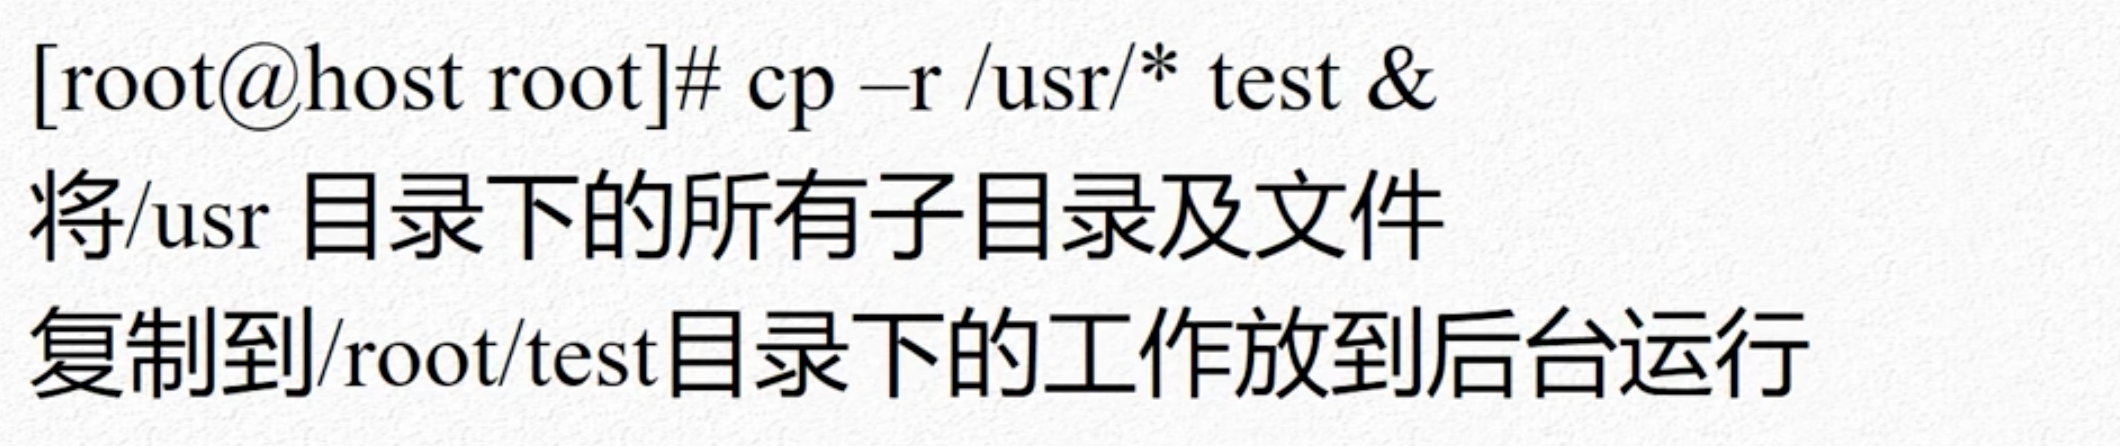 [root@host root]# cp –r /usr/* test &
将/usr 目录下的所有子目录及文件
复制到/root/test目录下的工作放到后台运行